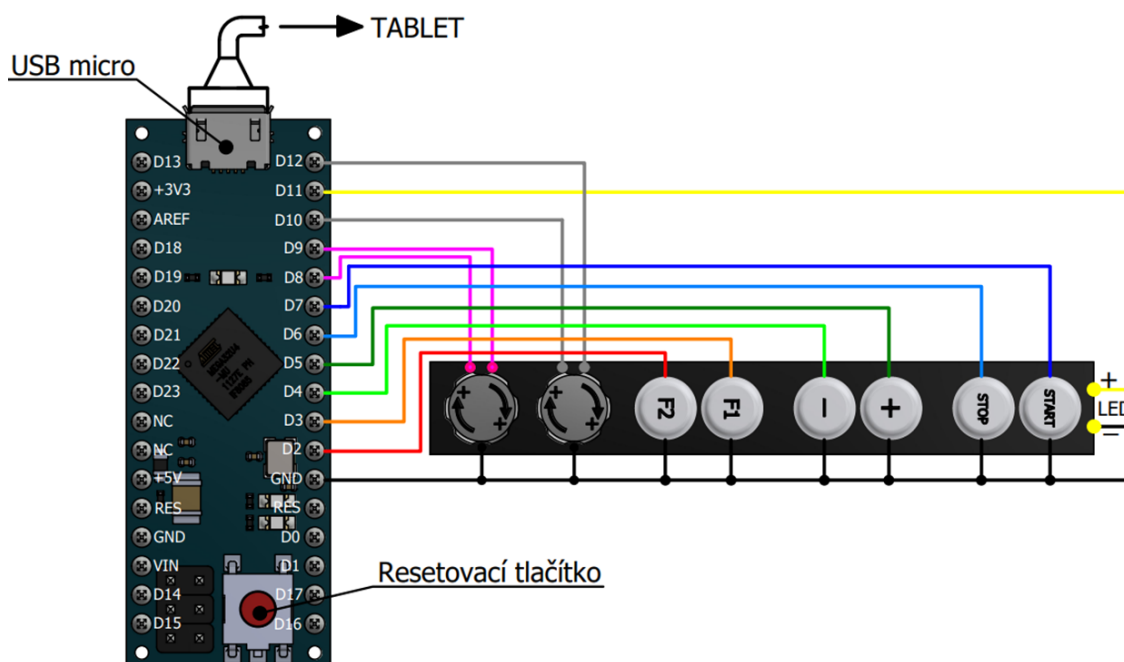 TABLET
USB micro
D13
D12
+3V3
D11
AREF
D10
D18
D9
D19
D8
D20
D7
D21
D6
D22
D5
D23
D4
NC
D3
NC
D2
+5V
GND
RES
RES
GND
D0
VIN
D1
D14
D17
D15
D16
+
+
+
+
F2
F1
−
+
STOP
START
+
LED
−
Resetovací tlačítko